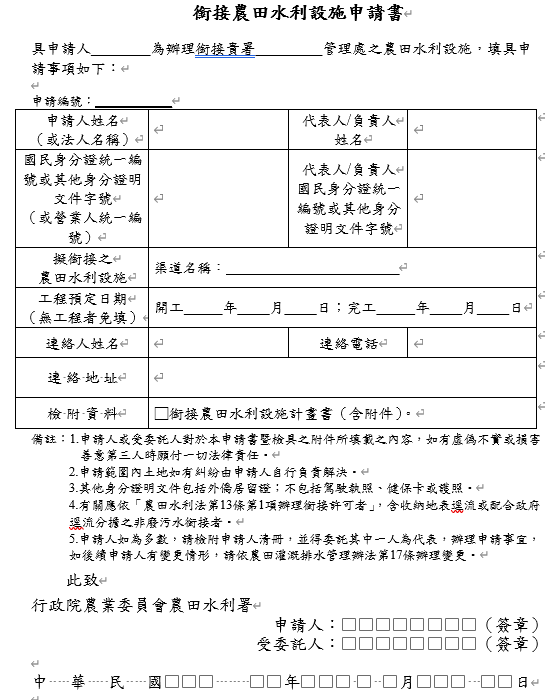 銜接農田水利設施申請書
具申請人________為辦理銜接貴署__________管理處之農田水利設施，填具申
請事項如下：
申請編號：____________
申請人姓名
（或法人名稱）
代表人/負責人
姓名
國民身分證統一編
號或其他身分證明
文件字號
（或營業人統一編
號）
代表人/負責人
國民身分證統一
編號或其他身分
證明文件字號
擬銜接之
農田水利設施
渠道名稱：__________________________
工程預定日期
（無工程者免填）
開工______年_____月_____日；完工______年_____月_____日
連絡人姓名
連絡電話
連絡地址
檢附資料
□銜接農田水利設施計畫書（含附件）。
備註：1.申請人或受委託人對於本申請書暨檢具之附件所填載之內容，如有虛偽不實或損害
善意第三人時願付一切法律責任。
2.申請範圍內土地如有糾紛由申請人自行負責解決。
3.其他身分證明文件包括外僑居留證；不包括駕駛執照、健保卡或護照。
4.有關應依「農田水利法第13條第1項辦理銜接許可者」，含收納地表逕流或配合政府
逕流分擔之非廢污水銜接者。
5.申請人如為多數，請檢附申請人清冊，並得委託其中一人為代表，辦理申請事宜，
如後續申請人有變更情形，請依農田灌溉排水管理辦法第17條辦理變更。
此致
行政院農業委員會農田水利署
申請人：□□□□□□□□（簽章）
受委託人：□□□□□□□□（簽章）
中華民國□□□ □□年□□□□月□□□ □□日